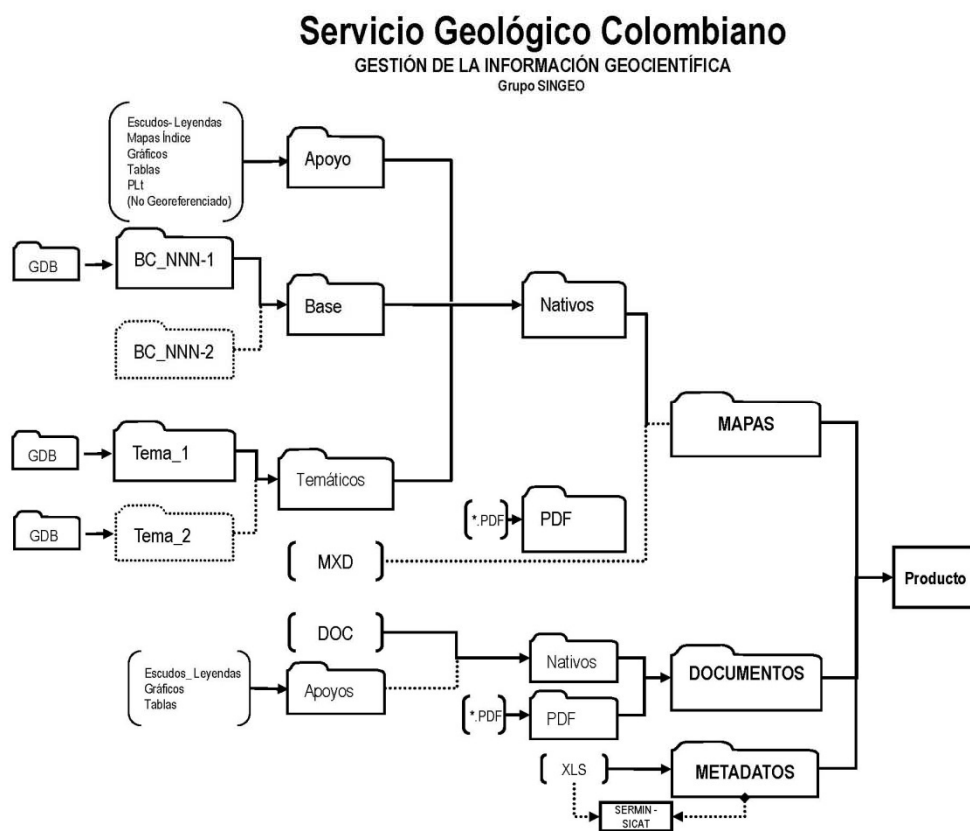 Servicio Geológico Colombiano
GESTIÓN DE LA INFORMACIÓN GEOCIENTÍFICA
Grupo SINGEO
Escudos- Leyendas
Mapas Índice
Gráficos
Tablas
PLt
(No Georeferenciado)
Apoyo
GDB
BC_NNN-1
Base
Nativos
BC_NNN-2
MAPAS
GDB
Tema_1
Temáticos
GDB
Tema_2
*.PDF
PDF
MXD
Producto
DOC
Escudos_Leyendas
Gráficos
Tablas
Apoyos
Nativos
DOCUMENTOS
*.PDF
PDF
XLS
METADATOS
SERMIN -
SICAT